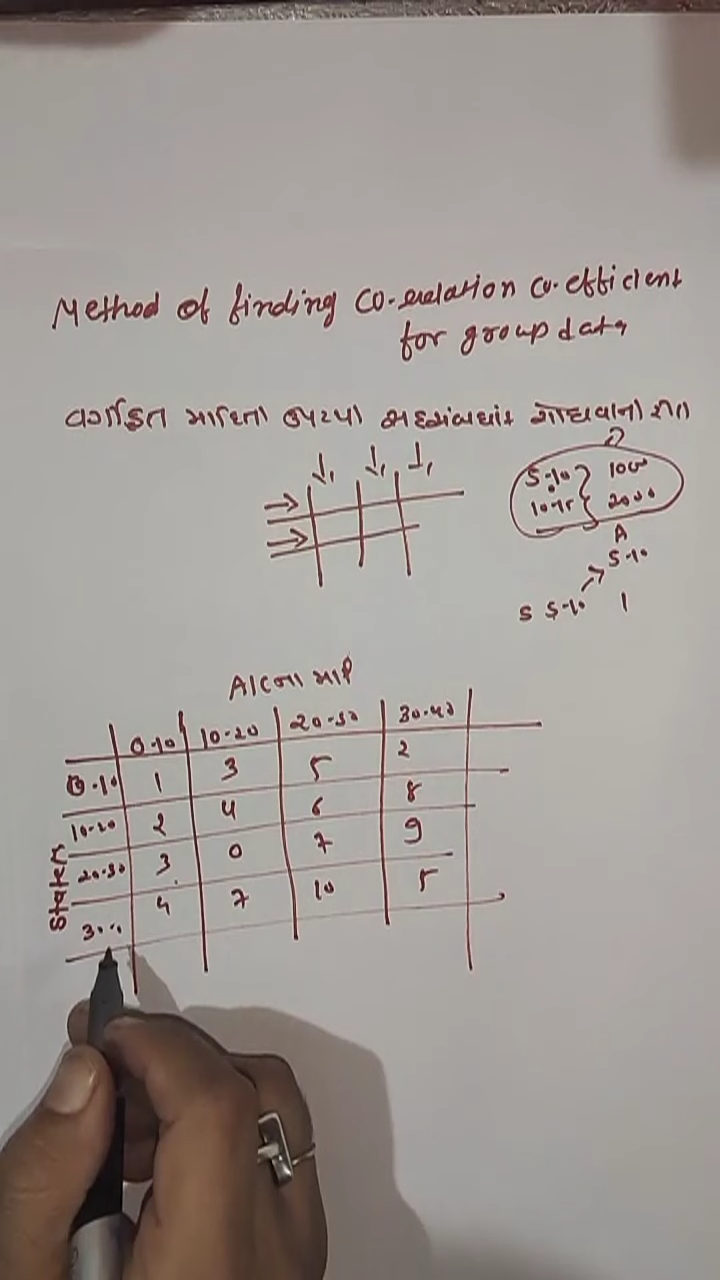 Method of finding Co-relation Co-efficient
for group data
વર્ગીકૃત માહિતી ઉપરથી સહસંબંધાંક શોધવાની રીત
5-10 1000
10-15 2000
A
5-10
S 5-10 1
A/Cના માર્ક
0-10 10-20 20-30 30-40
0-10 1 3 5 2
10-20 2 4 6 8
20-30 3 0 7 9
30- 4 7 10 5
Stats